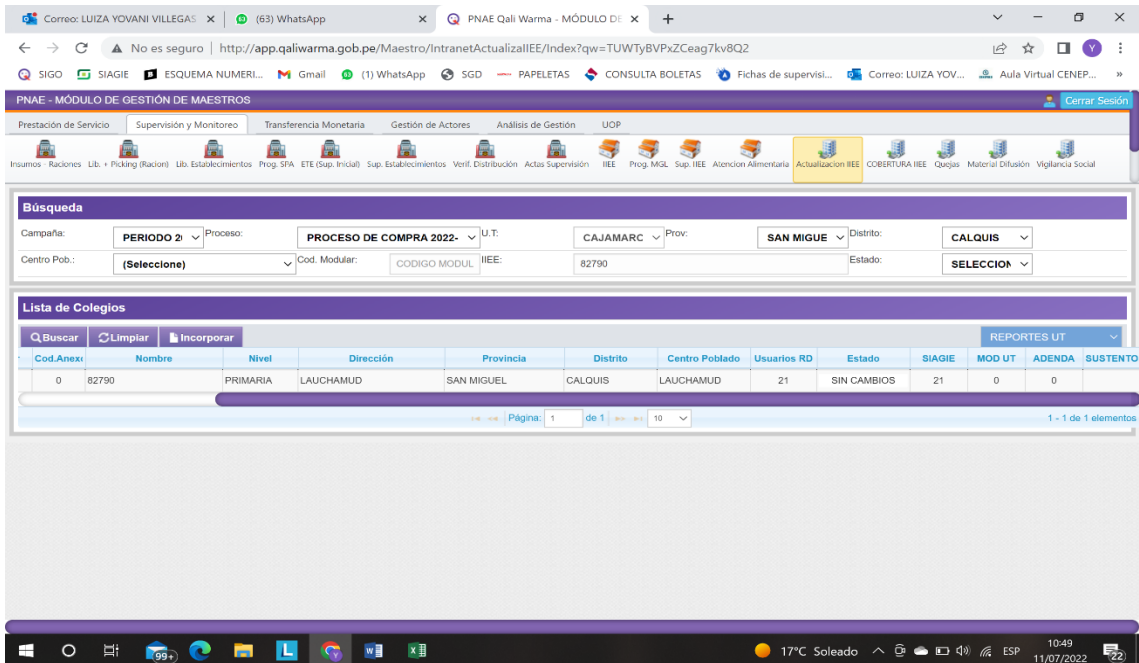 Correo: LUIZA YOVANI VILLEGAS
(63) WhatsApp
PNAE Qali Warma - MÓDULO DE
No es seguro | http://app.qaliwarma.gob.pe/Maestro/IntranetActualizaIIEE/Index?qw=TUWTyBVPxZCeag7kv8Q2
Y
SIGO SIAGIE ESQUEMA NUMERI... Gmail (1) WhatsApp SGD PAPELETAS CONSULTA BOLETAS Fichas de supervisi... Correo: LUIZA YOV... Aula Virtual CENEP... »
PNAE - MÓDULO DE GESTIÓN DE MAESTROS Cerrar Sesión
Prestación de Servicio Supervisión y Monitoreo Transferencia Monetaria Gestión de Actores Análisis de Gestión UOP
Insumos - Raciones Lib. + Picking (Racion) Lib. Establecimientos Prog. SPA ETE (Sup. Inicial) Sup. Establecimientos Verif. Distribución Actas Supervisión IIEE Prog. MGL Sup. IIEE Atencion Alimentaria Actualizacion IIEE COBERTURA IIEE Quejas Material Difusión Vigilancia Social
Búsqueda
Campaña: PERIODO 2 Proceso: PROCESO DE COMPRA 2022- U.T: CAJAMARC Prov: SAN MIGUE Distrito: CALQUIS
Centro Pob.: (Seleccione) Cod. Modular: CODIGO MODUL IIEE: 82790 Estado: SELECCION
Lista de Colegios
Buscar Limpiar Incorporar REPORTES UT
Cod.Anexo Nombre Nivel Dirección Provincia Distrito Centro Poblado Usuarios RD Estado SIAGIE MOD UT ADENDA SUSTENTO
0 82790 PRIMARIA LAUCHAMUD SAN MIGUEL CALQUIS LAUCHAMUD 21 SIN CAMBIOS 21 0 0
Página: 1 de 1 10 1 - 1 de 1 elementos
99+ L 17°C Soleado ESP 10:49
11/07/2022 22